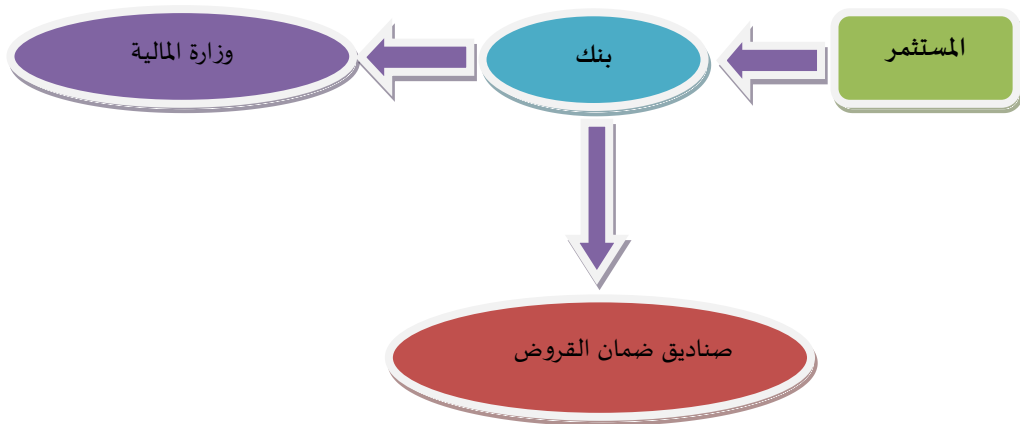 المستثمر
بنك
وزارة المالية
صناديق ضمان القروض